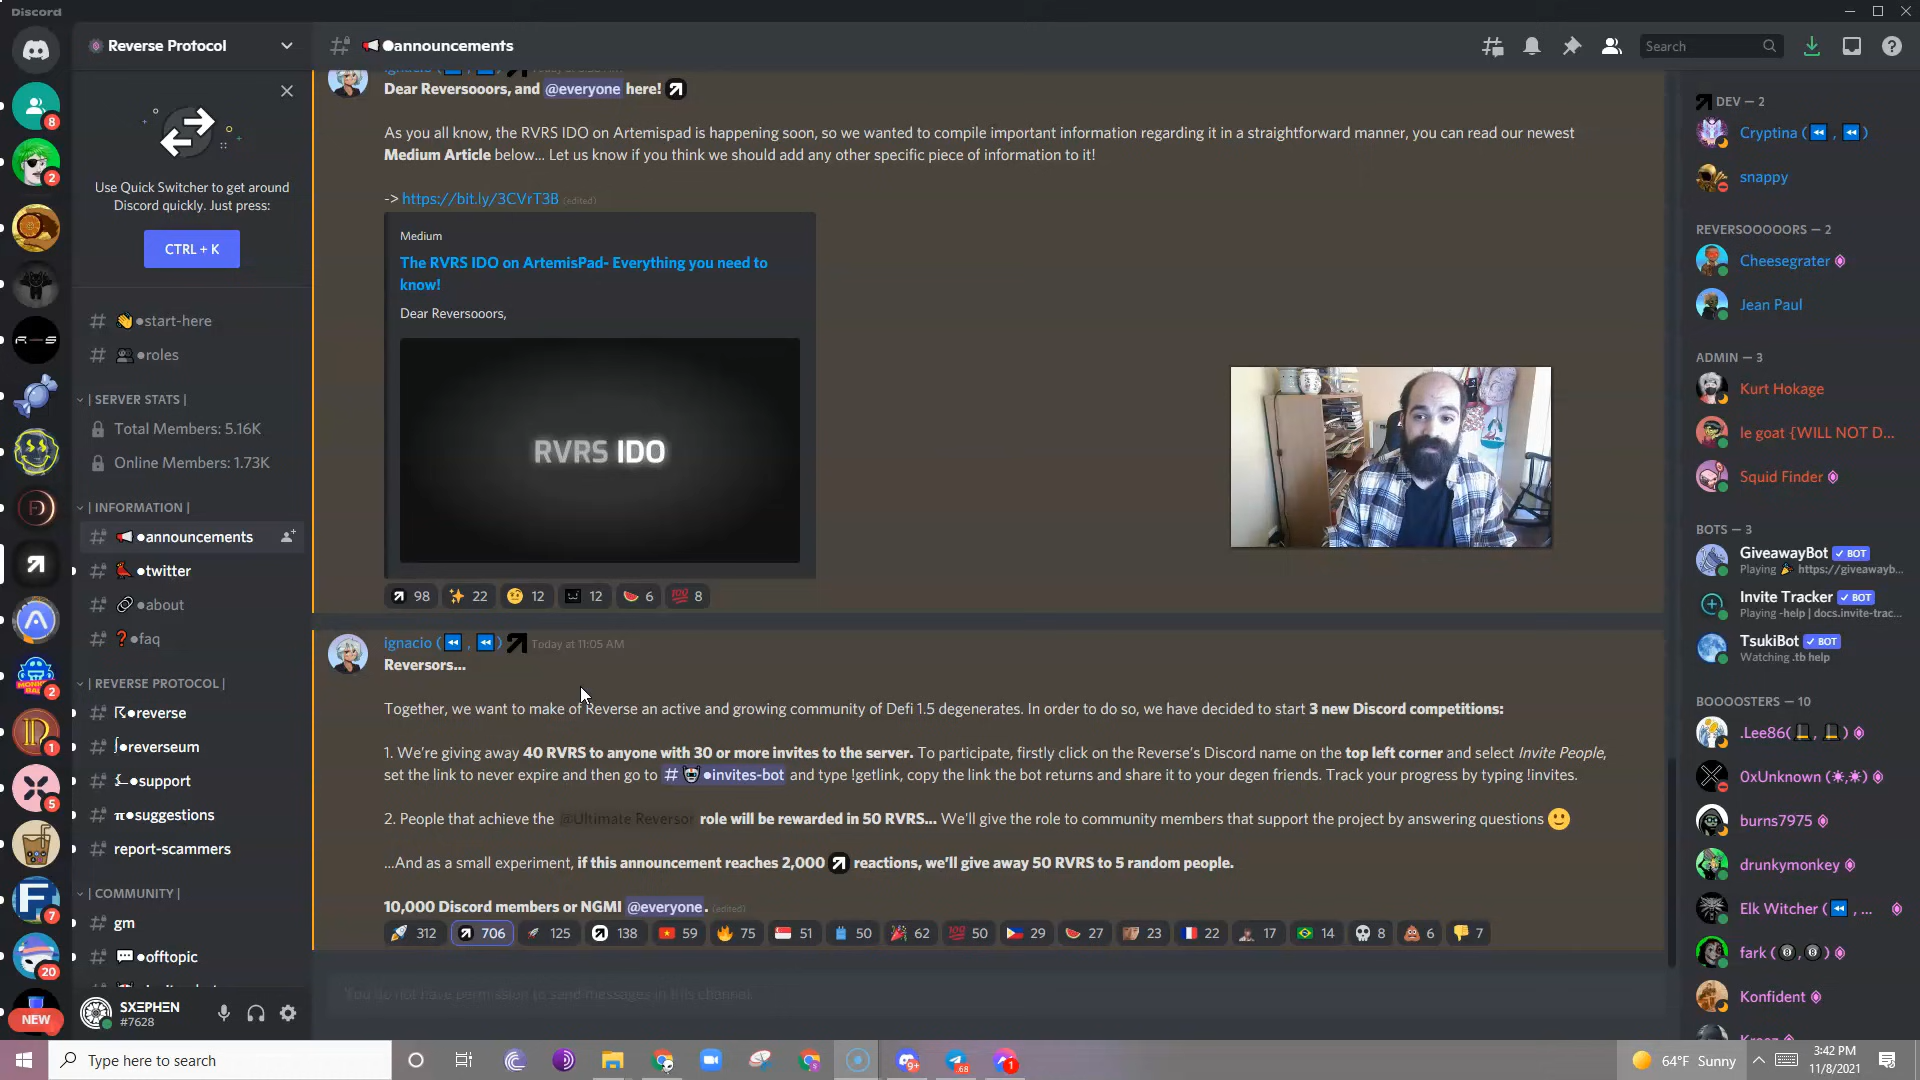 Discord
Reverse Protocol
●announcements
Search
Use Quick Switcher to get around
Discord quickly. Just press:
CTRL + K
●start-here
●roles
| SERVER STATS |
Total Members: 5.16K
Online Members: 1.73K
| INFORMATION |
●announcements
●twitter
●about
●faq
| REVERSE PROTOCOL |
●reverse
●reverseum
●support
π●suggestions
report-scammers
| COMMUNITY |
gm
●offtopic
SXΞPHΞN
#7628
8
2
2
1
5
7
20
NEW
Dear Reversooors, and @everyone here!
As you all know, the RVRS IDO on Artemispad is happening soon, so we wanted to compile important information regarding it in a straightforward manner, you can read our newest
Medium Article below... Let us know if you think we should add any other specific piece of information to it!
-> https://bit.ly/3CVrT3B (edited)
Medium
The RVRS IDO on ArtemisPad- Everything you need to
know!
Dear Reversooors,
RVRS IDO
98 22 12 12 6 8
ignacio ( , ) Today at 11:05 AM
Reversors...
Together, we want to make of Reverse an active and growing community of Defi 1.5 degenerates. In order to do so, we have decided to start 3 new Discord competitions:
1. We're giving away 40 RVRS to anyone with 30 or more invites to the server. To participate, firstly click on the Reverse's Discord name on the top left corner and select Invite People,
set the link to never expire and then go to # ●invites-bot and type !getlink, copy the link the bot returns and share it to your degen friends. Track your progress by typing !invites.
2. People that achieve the @Ultimate Reversor role will be rewarded in 50 RVRS... We'll give the role to community members that support the project by answering questions
...And as a small experiment, if this announcement reaches 2,000 reactions, we'll give away 50 RVRS to 5 random people.
10,000 Discord members or NGMI @everyone. (edited)
312 706 125 138 59 75 51 50 62 50 29 27 23 22 17 14 8 6 7
You do not have permission to send messages in this channel.
DEV — 2
Cryptina ( , )
snappy
REVERSOOOOORS — 2
Cheesegrater
Jean Paul
ADMIN — 3
Kurt Hokage
le goat {WILL NOT D...
Squid Finder
BOTS — 3
GiveawayBot ✓ BOT
Playing https://giveawayb...
Invite Tracker ✓ BOT
Playing -help | docs.invite-trac...
TsukiBot ✓ BOT
Watching .tb help
BOOOOSTERS — 10
.Lee86( , )
0xUnknown (☀,☀)
burns7975
drunkymonkey
Elk Witcher ( , ...
fark (8,8)
Konfident
Type here to search
64°F Sunny
3:42 PM
11/8/2021